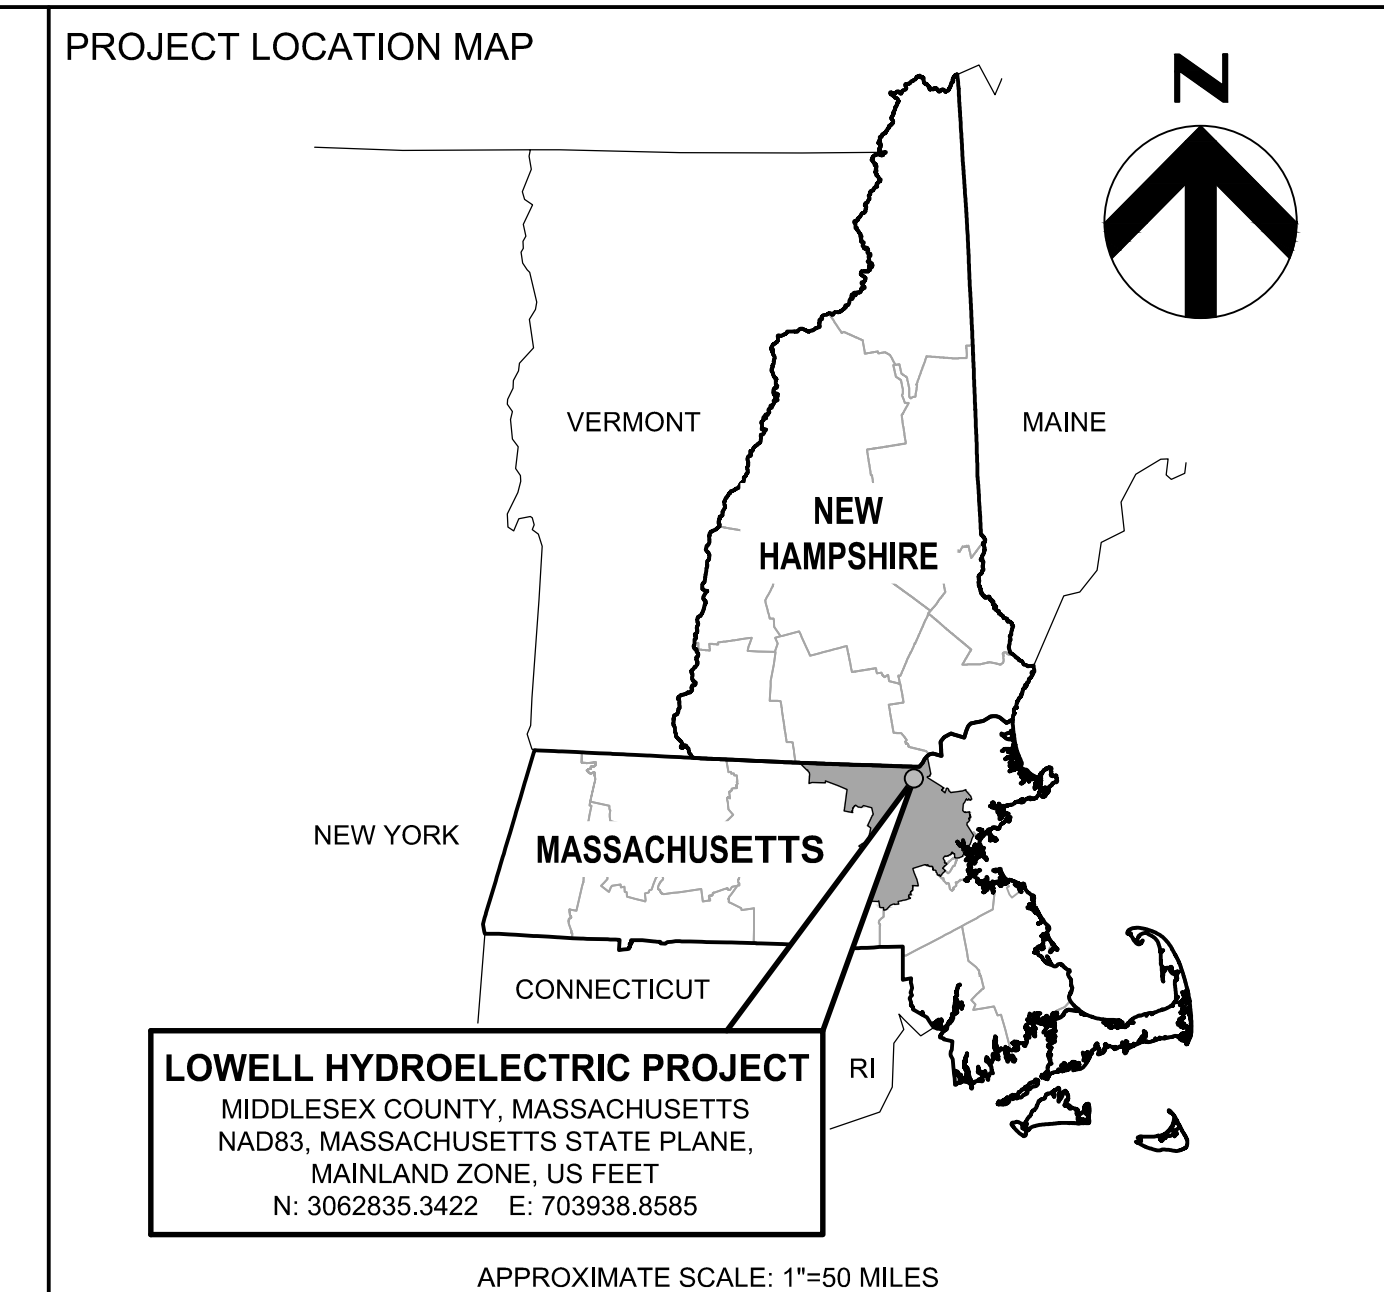 PROJECT LOCATION MAP
N
VERMONT
MAINE
NEW
HAMPSHIRE
NEW YORK
MASSACHUSETTS
CONNECTICUT
RI
LOWELL HYDROELECTRIC PROJECT
MIDDLESEX COUNTY, MASSACHUSETTS
NAD83, MASSACHUSETTS STATE PLANE,
MAINLAND ZONE, US FEET
N: 3062835.3422 E: 703938.8585
APPROXIMATE SCALE: 1"=50 MILES